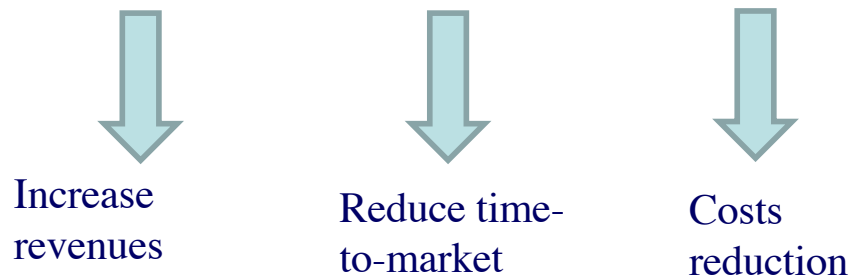 Increase
revenues
Reduce time-
to-market
Costs
reduction